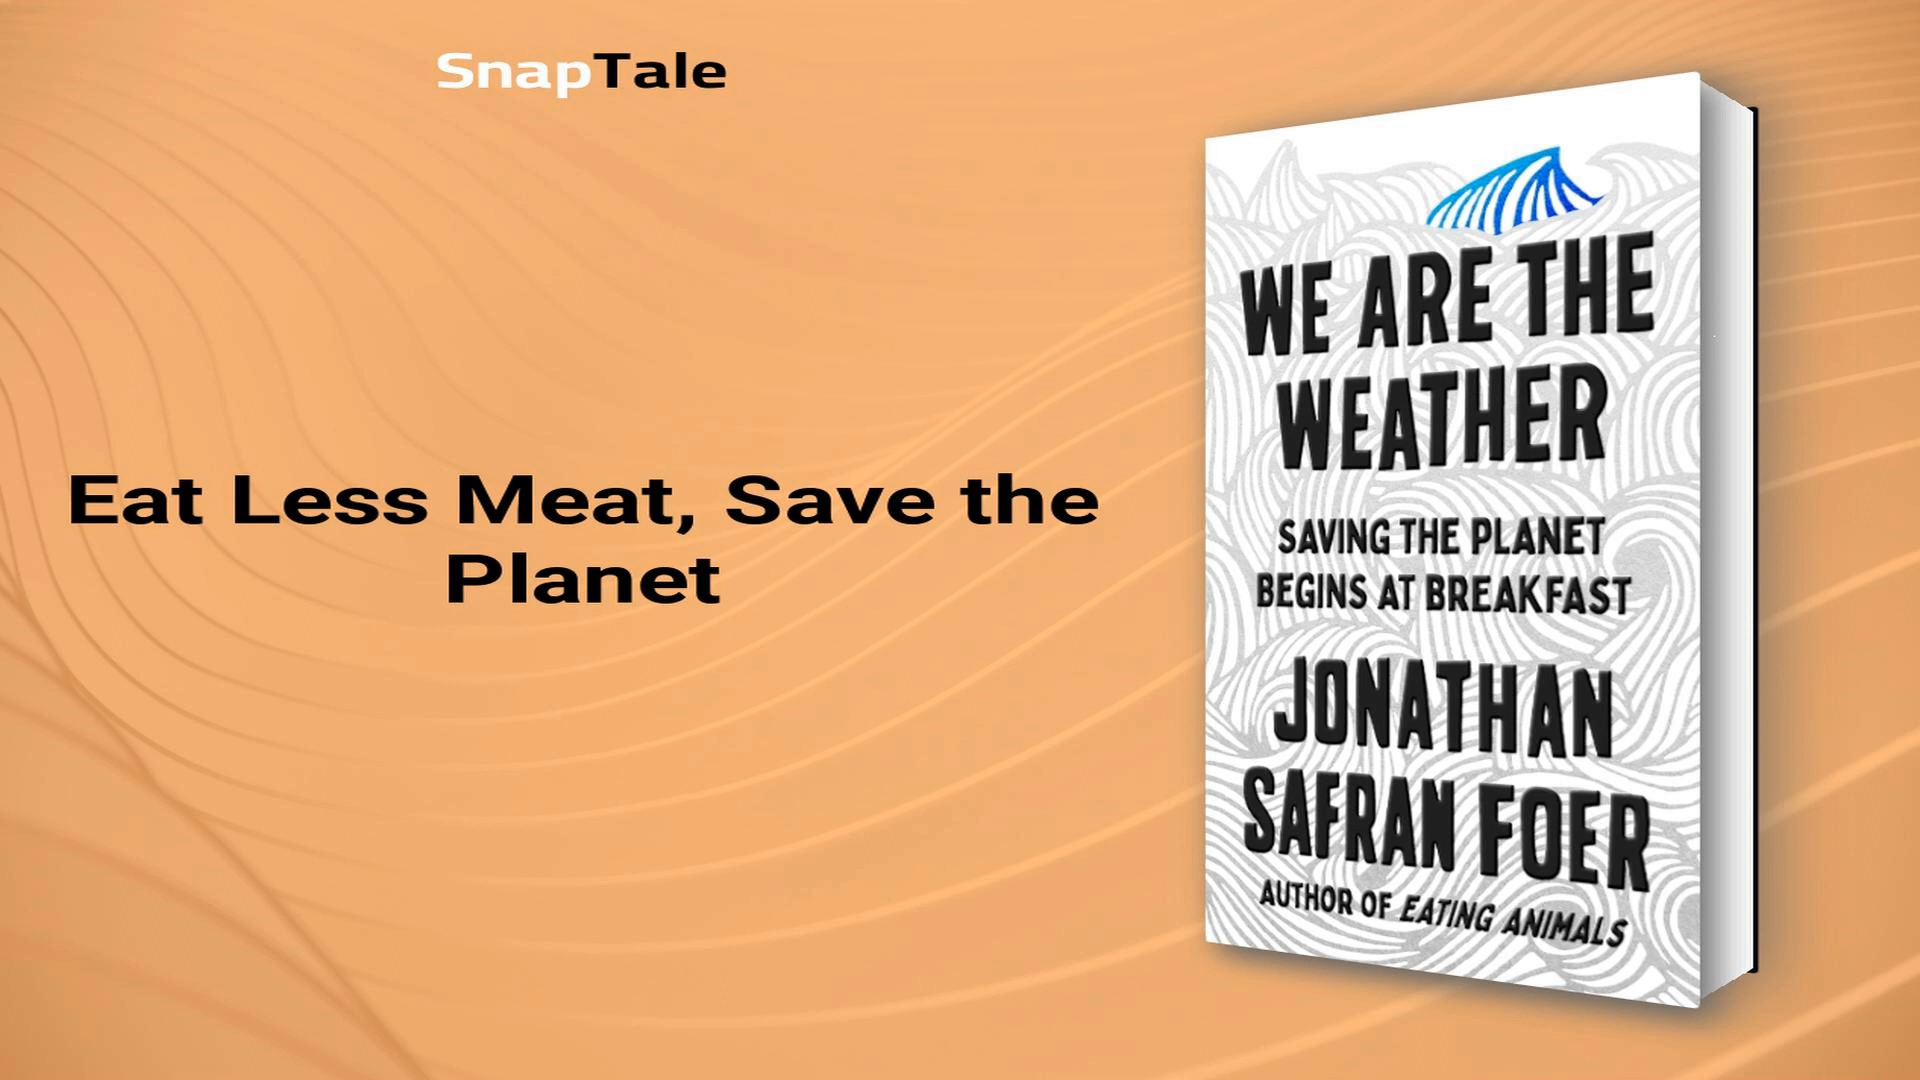 SnapTale
Eat Less Meat, Save the
Planet
WE ARE THE
WEATHER
SAVING THE PLANET
BEGINS AT BREAKFAST
JONATHAN
SAFRAN FOER
AUTHOR OF EATING ANIMALS